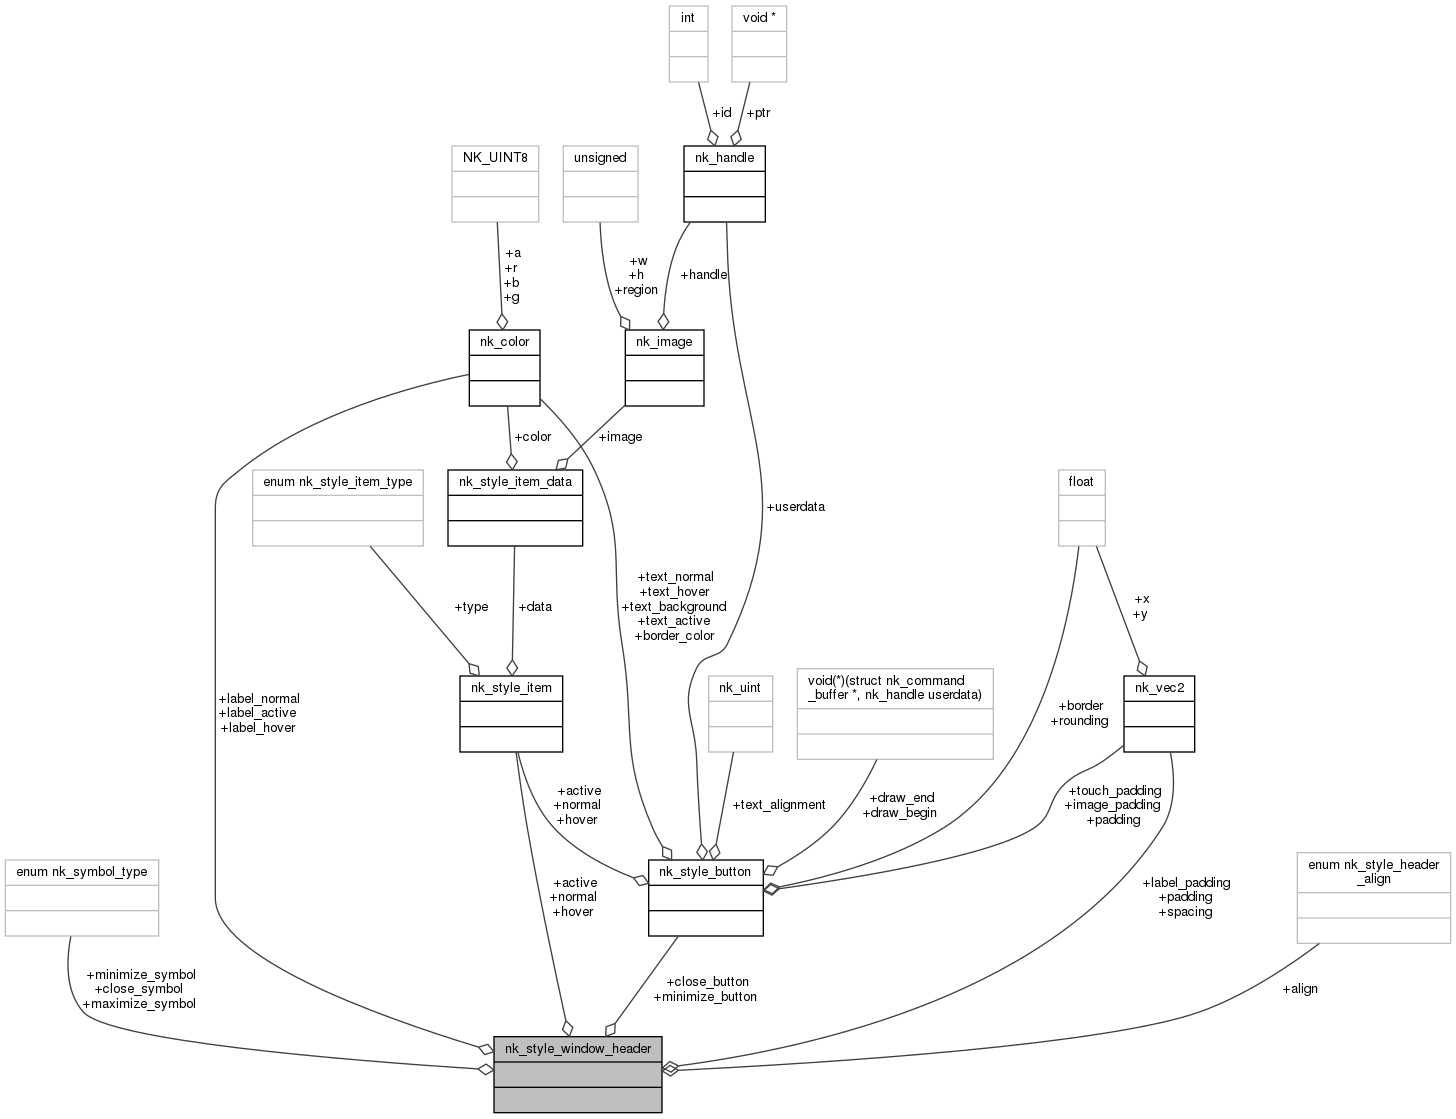 int
void *
+id
+ptr
NK_UINT8
unsigned
nk_handle
+a
+r
+b
+g
+w
+h
+region
+handle
nk_color
nk_image
+color
+image
enum nk_style_item_type
nk_style_item_data
float
+userdata
+text_normal
+text_hover
+text_background
+text_active
+border_color
+type
+data
+x
+y
nk_style_item
nk_uint
void(*)(struct nk_command
_buffer *, nk_handle userdata)
nk_vec2
+label_normal
+label_active
+label_hover
+border
+rounding
+active
+normal
+hover
+text_alignment
+draw_end
+draw_begin
+touch_padding
+image_padding
+padding
enum nk_symbol_type
nk_style_button
enum nk_style_header
_align
+active
+normal
+hover
+label_padding
+padding
+spacing
+minimize_symbol
+close_symbol
+maximize_symbol
+close_button
+minimize_button
+align
nk_style_window_header